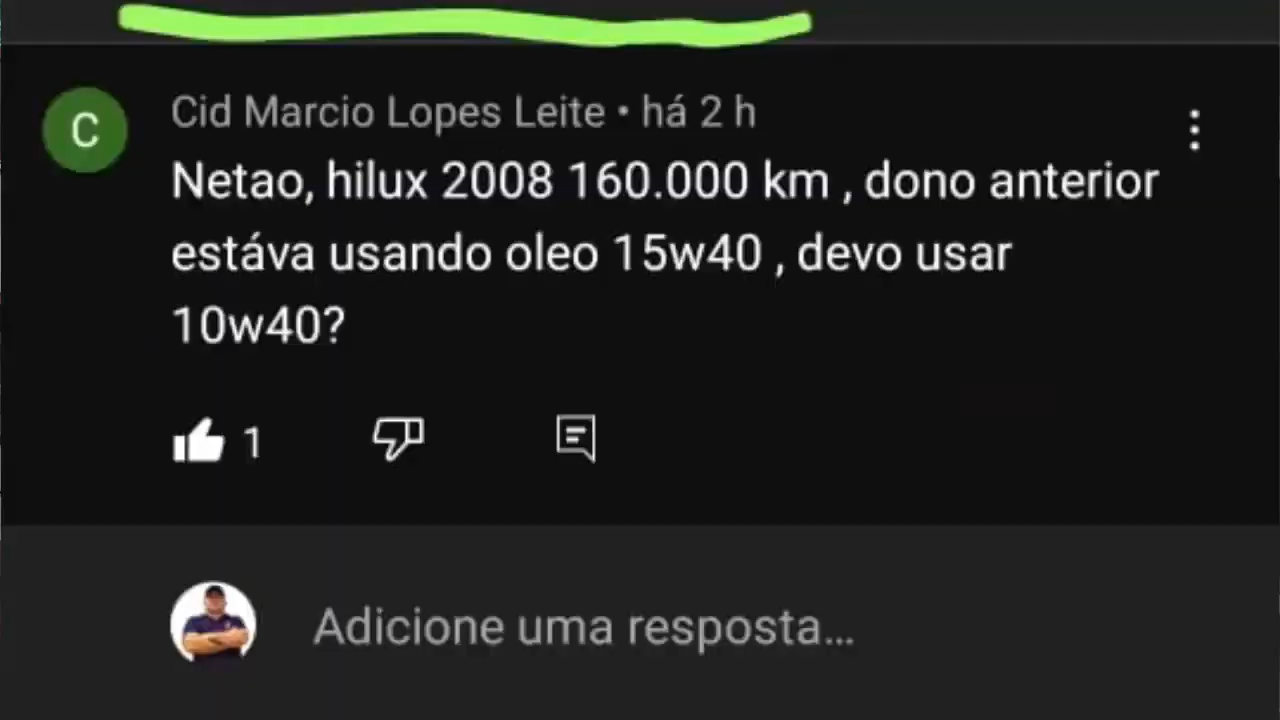 C
Cid Marcio Lopes Leite • há 2 h
Netao, hilux 2008 160.000 km , dono anterior
estáva usando oleo 15w40 , devo usar
10w40?
1
Adicione uma resposta...